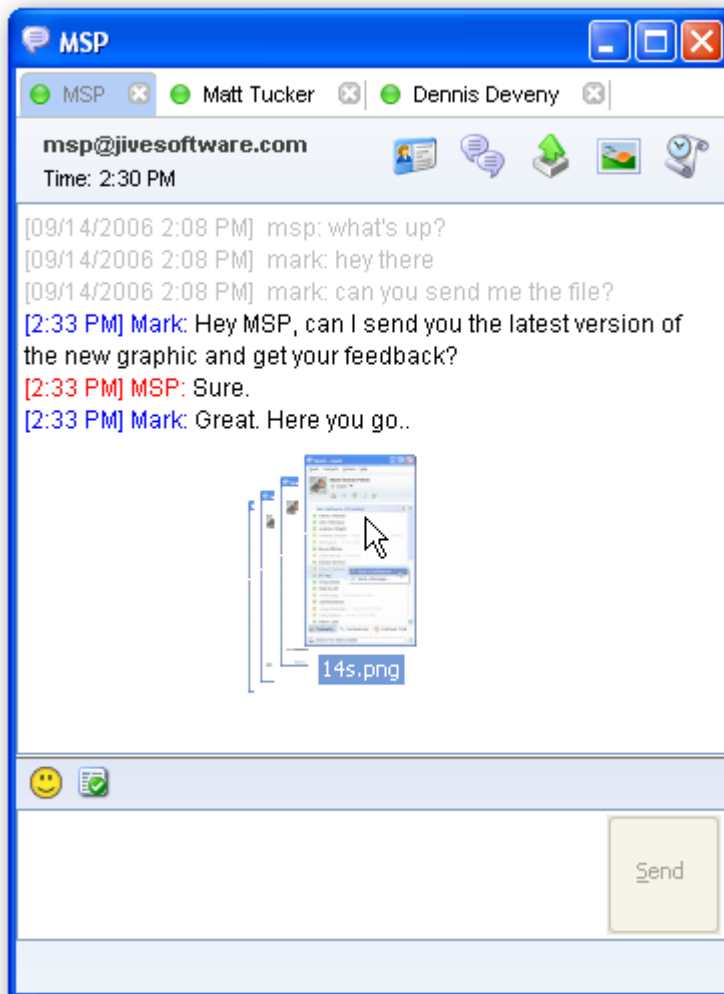 MSP
MSP Matt Tucker Dennis Deveny
msp@jivesoftware.com
Time: 2:30 PM
[09/14/2006 2:08 PM] msp: what's up?
[09/14/2006 2:08 PM] mark: hey there
[09/14/2006 2:08 PM] mark: can you send me the file?
[2:33 PM] Mark: Hey MSP, can I send you the latest version of
the new graphic and get your feedback?
[2:33 PM] MSP: Sure.
[2:33 PM] Mark: Great. Here you go..
14s.png
Send